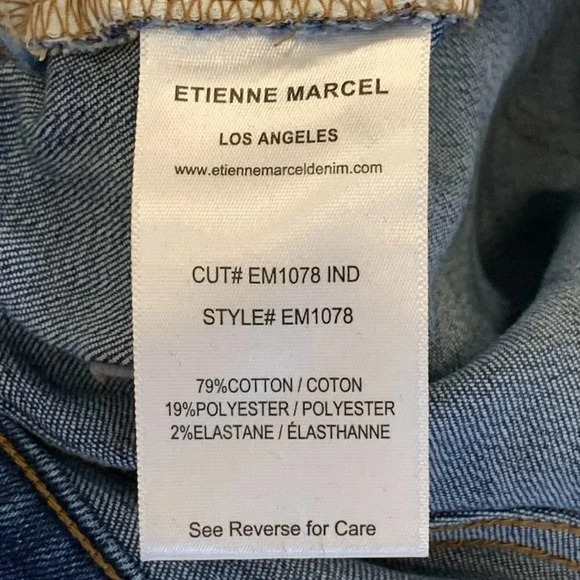 ETIENNE MARCEL
LOS ANGELES
www.etiennemarceldenim.com
CUT# EM1078 IND
STYLE# EM1078
79%COTTON / COTON
19%POLYESTER / POLYESTER
2%ELASTANE / ÉLASTHANNE
See Reverse for Care